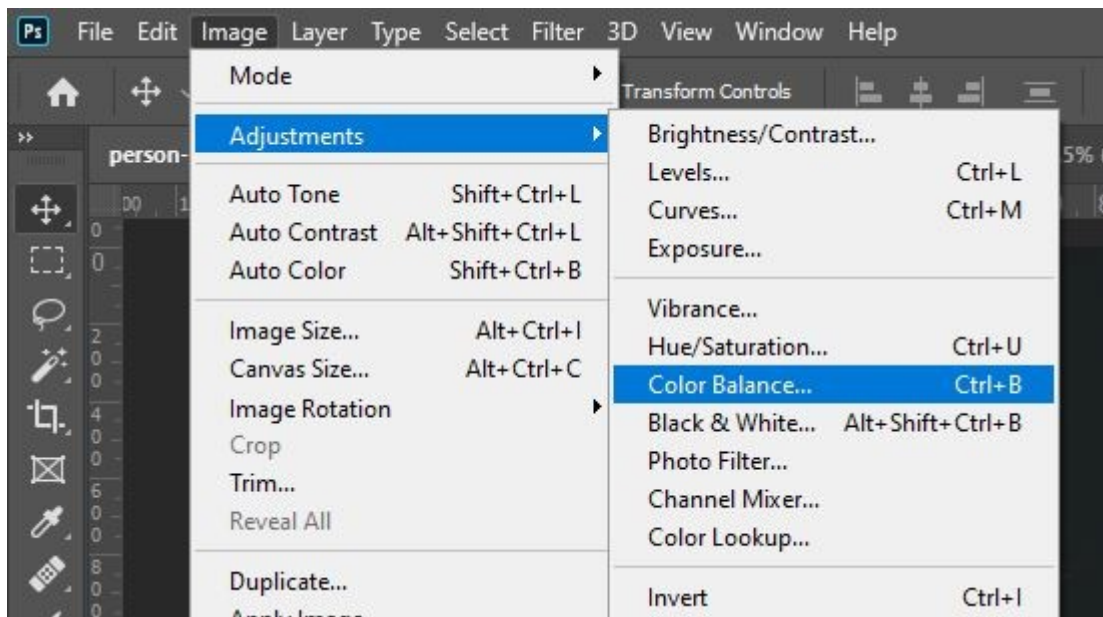 Ps File Edit Image Layer Type Select Filter 3D View Window Help
Transform Controls
person-
5%
Mode
Adjustments
Auto Tone Shift+Ctrl+L
Auto Contrast Alt+Shift+Ctrl+L
Auto Color Shift+Ctrl+B
Image Size... Alt+Ctrl+I
Canvas Size... Alt+Ctrl+C
Image Rotation
Crop
Trim...
Reveal All
Duplicate...
Brightness/Contrast...
Levels... Ctrl+L
Curves... Ctrl+M
Exposure...
Vibrance...
Hue/Saturation... Ctrl+U
Color Balance... Ctrl+B
Black & White... Alt+Shift+Ctrl+B
Photo Filter...
Channel Mixer...
Color Lookup...
Invert Ctrl+I